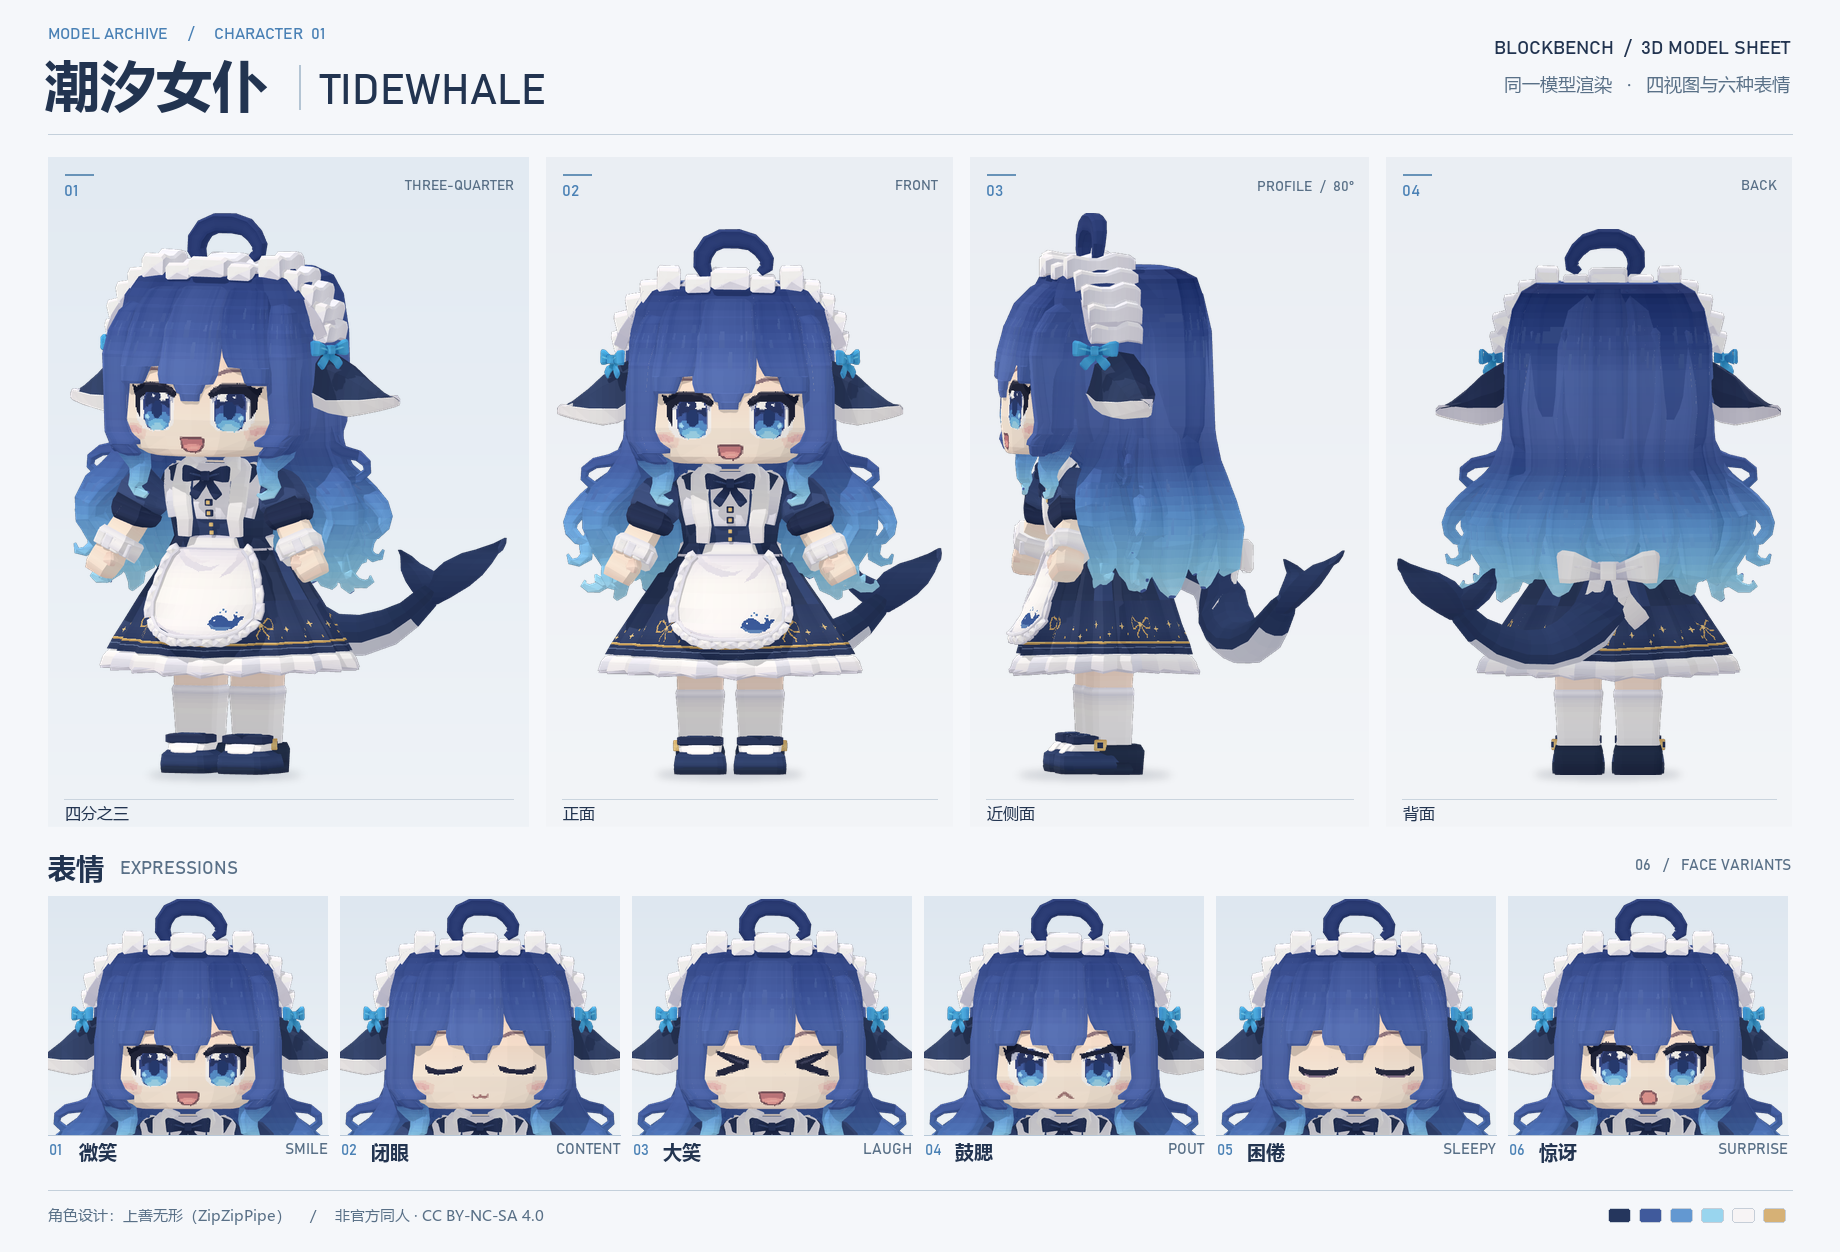 MODEL ARCHIVE / CHARACTER 01
潮汐女仆 | TIDEWHALE
BLOCKBENCH / 3D MODEL SHEET
同一模型渲染 · 四视图与六种表情
01 THREE-QUARTER
02 FRONT
03 PROFILE / 80°
04 BACK
四分之三
正面
近侧面
背面
表情 EXPRESSIONS
06 / FACE VARIANTS
01 微笑 SMILE
02 闭眼 CONTENT
03 大笑 LAUGH
04 鼓腮 POUT
05 困倦 SLEEPY
06 惊讶 SURPRISE
角色设计：上善无形（ZipZipPipe） / 非官方同人 · CC BY-NC-SA 4.0